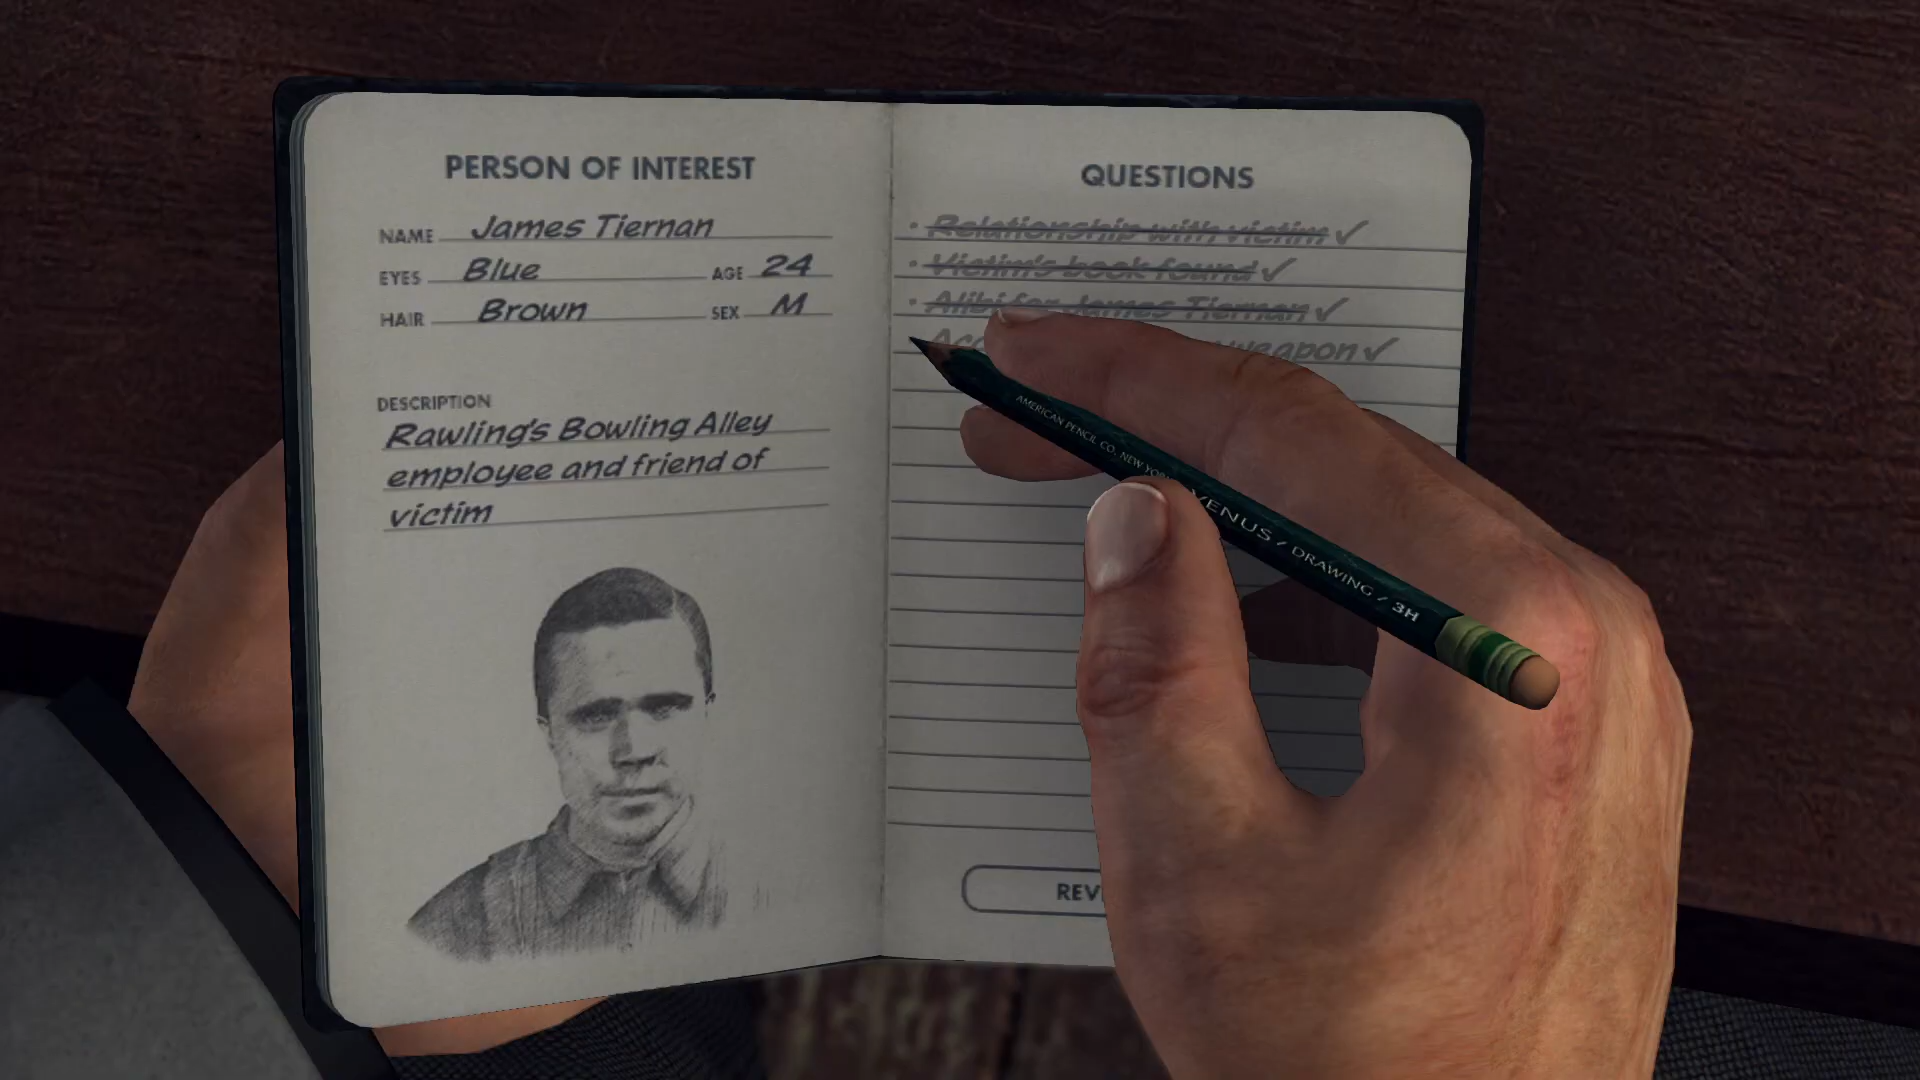 PERSON OF INTEREST
NAME James Tiernan
EYES Blue AGE 24
HAIR Brown SEX M
DESCRIPTION
Rawling's Bowling Alley
employee and friend of
victim
QUESTIONS
• Relationship with victim ✓
• Victim's book found ✓
• Alibi for James Tiernan ✓
weapon ✓
AMERICAN PENCIL CO. NEW YORK VENUS / DRAWING / 3H